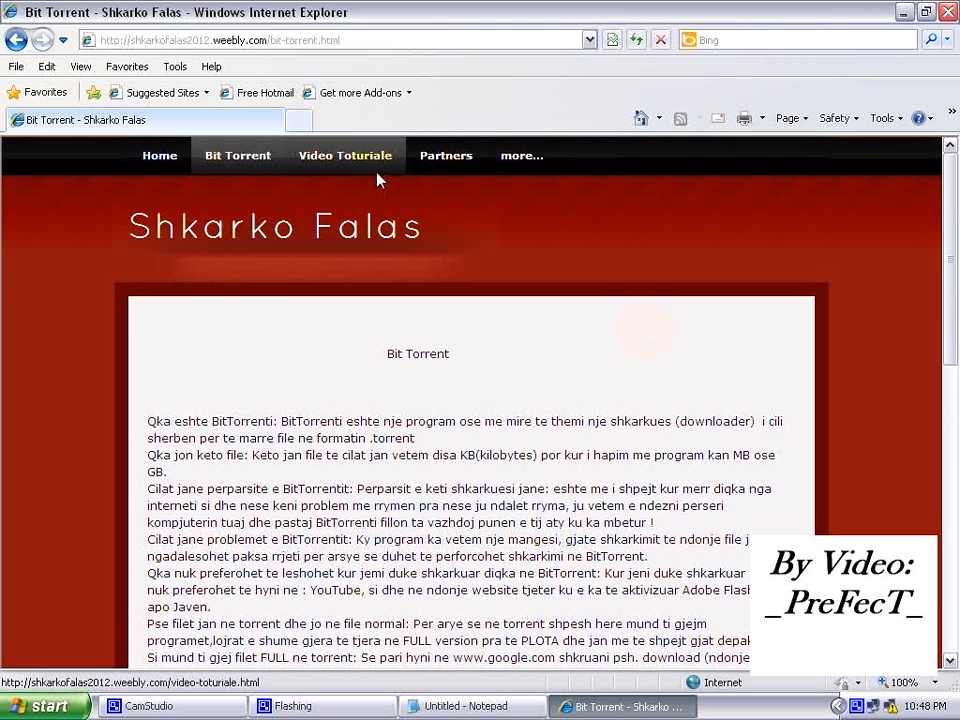 Bit Torrent - Shkarko Falas - Windows Internet Explorer
http://shkarkofalas2012.weebly.com/bit-torrent.html
Bing
File Edit View Favorites Tools Help
Favorites Suggested Sites Free Hotmail Get more Add-ons
Bit Torrent - Shkarko Falas
Page Safety Tools
Home Bit Torrent Video Toturiale Partners more...
Shkarko Falas
Bit Torrent
Qka eshte BitTorrenti: BitTorrenti eshte nje program ose me mire te themi nje shkarkues (downloader) i cili
sherben per te marre file ne formatin .torrent
Qka jon keto file: Keto jan file te cilat jan vetem disa KB(kilobytes) por kur i hapim me program kan MB ose
GB.
Cilat jane perparsite e BitTorrentit: Perparsit e keti shkarkuesi jane: eshte me i shpejt kur merr diqka nga
interneti si dhe nese keni problem me rrymen pra nese ju ndalet rryma, ju vetem e ndezni perseri
kompjuterin tuaj dhe pastaj BitTorrenti fillon ta vazhdoj punen e tij aty ku ka mbetur !
Cilat jane problemet e BitTorrentit: Ky program ka vetem nje mangesi, gjate shkarkimit te ndonje file
ngadalesohet paksa rrjeti per arsye se duhet te perforcohet shkarkimi ne BitTorrent.
Qka nuk preferohet te leshohet kur jemi duke shkarkuar diqka ne BitTorrent: Kur jeni duke shkarkuar
nuk preferohet te hyni ne : YouTube, si dhe ne ndonje website tjeter ku e ka te aktivizuar Adobe Flash
apo Javen.
Pse filet jan ne torrent dhe jo ne file normal: Per arye se ne torrent shpesh here mund ti gjejm
programet,lojrat e shume gjera te tjera ne FULL version pra te PLOTA dhe jan me te shpejt gjat
Si mund ti gjej filet FULL ne torrent: Se pari hyni ne www.google.com shkruani psh. download (ndonje
By Video:
_PreFecT_
http://shkarkofalas2012.weebly.com/video-toturiale.html Internet 100%
start CamStudio Flashing Untitled - Notepad Bit Torrent - Shkarko ... 10:48 PM